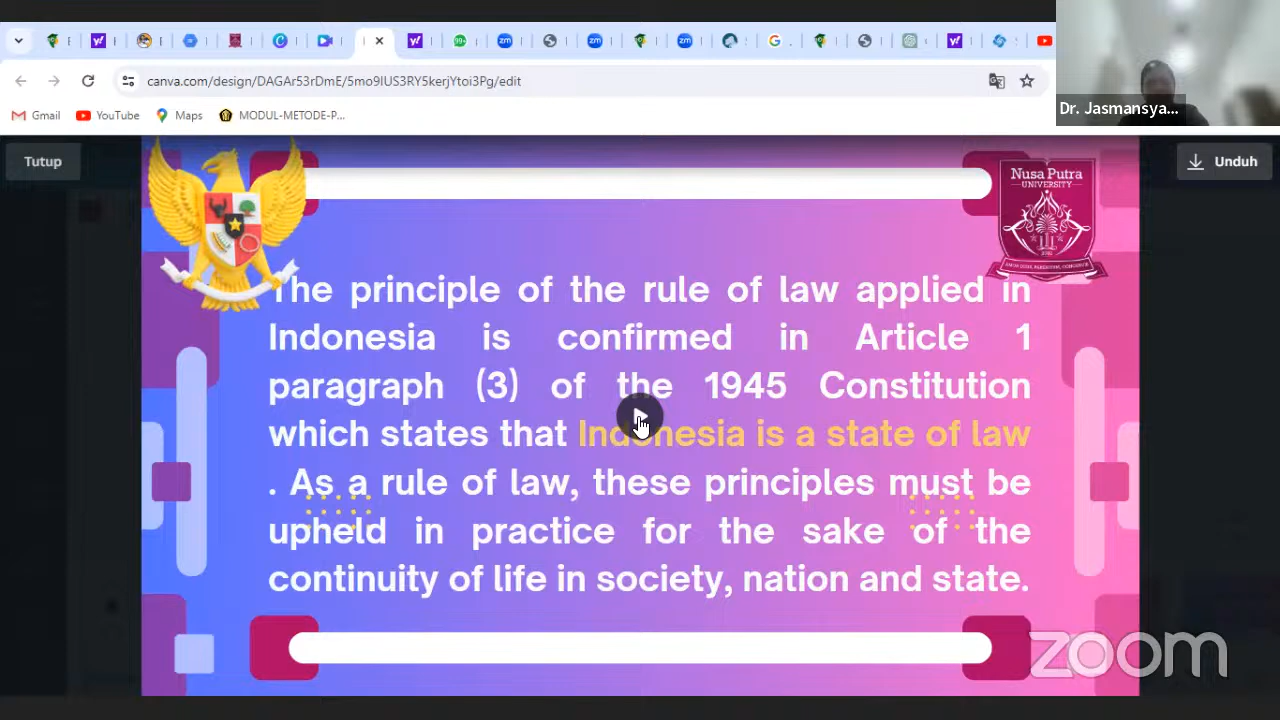 canva.com/design/DAGAr53rDmE/5mo9IUS3RY5kerjYtoi3Pg/edit
Gmail YouTube Maps MODUL-METODE-P...
Dr. Jasmansya...
Tutup
Unduh
Nusa Putra
UNIVERSITY
The principle of the rule of law applied in
Indonesia is confirmed in Article 1
paragraph (3) of the 1945 Constitution
which states that Indonesia is a state of law
. As a rule of law, these principles must be
upheld in practice for the sake of the
continuity of life in society, nation and state.
zoom